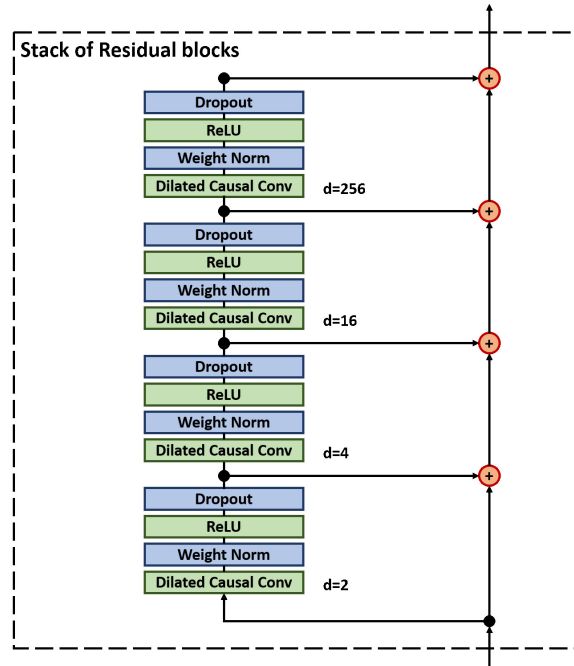 Stack of Residual blocks
+
Dropout
ReLU
Weight Norm
Dilated Causal Conv d=256
+
Dropout
ReLU
Weight Norm
Dilated Causal Conv d=16
+
Dropout
ReLU
Weight Norm
Dilated Causal Conv d=4
+
Dropout
ReLU
Weight Norm
Dilated Causal Conv d=2